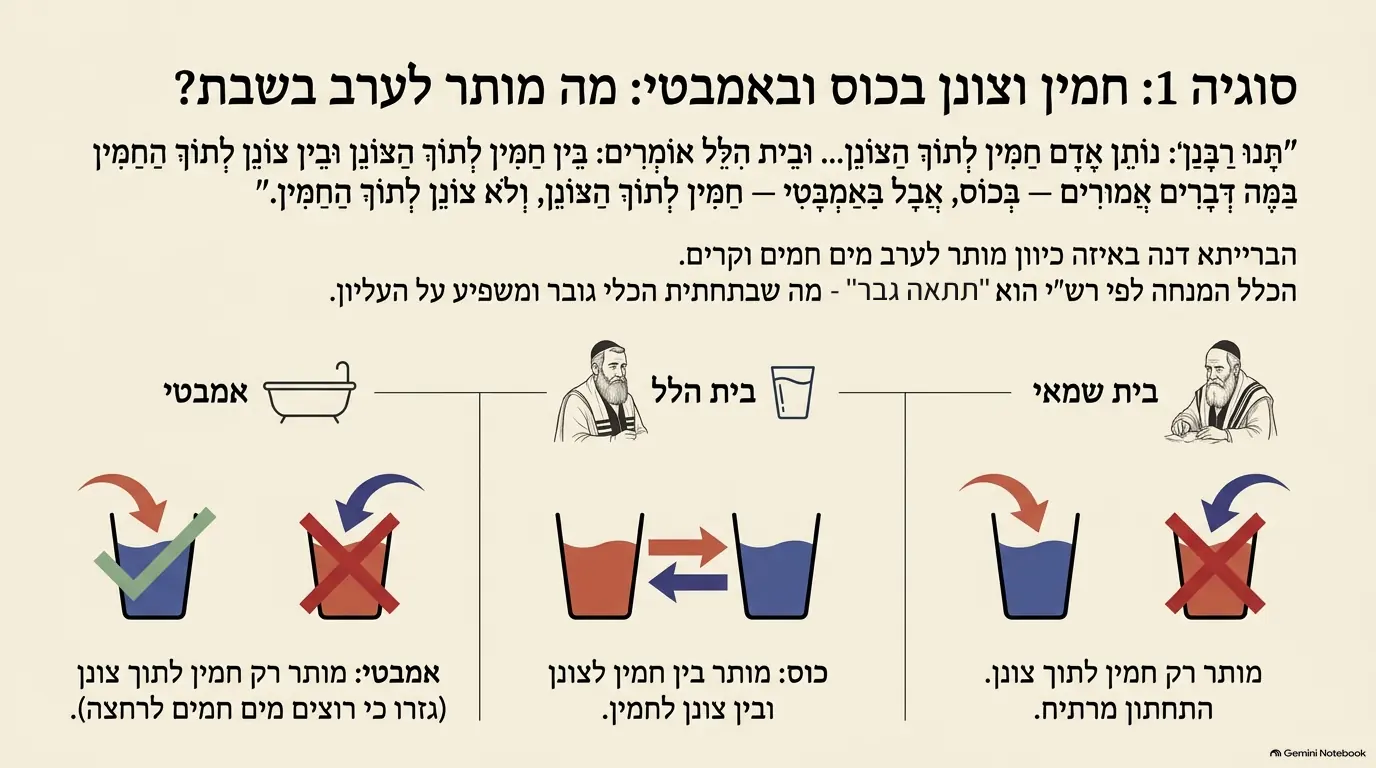 סוגיה 1: חמין וצונן בכוס ובאמבטי: מה מותר לערב בשבת?
"תָּנוּ רַבָּנַן': נוֹתֵן אָדָם חַמִּין לְתוֹךְ הַצּוֹנֵן... וּבֵית הִלֵּל אוֹמְרִים: בֵּין חַמִּין לְתוֹךְ הַצּוֹנֵן וּבֵין צוֹנֵן לְתוֹךְ הַחַמִּין
בַּמֶּה דְּבָרִים אֲמוּרִים — בְּכוֹס, אֲבָל בְּאַמְבָּטִי — חַמִּין לְתוֹךְ הַצּוֹנֵן, וְלֹא צוֹנֵן לְתוֹךְ הַחַמִּין."
הברייתא דנה באיזה כיוון מותר לערב מים חמים וקרים.
הכלל המנחה לפי רש"י הוא "תתאה גבר" - מה שבתחתית הכלי גובר ומשפיע על העליון.
בית שמאי
בית הלל
אמבטי
מותר רק חמין לתוך צונן.
התחתון מרתיח.
כוס: מותר בין חמין לצונן
ובין צונן לחמין.
אמבטי: מותר רק חמין לתוך צונן
(גזרו כי רוצים מים חמים לרחצה).
Gemini Notebook